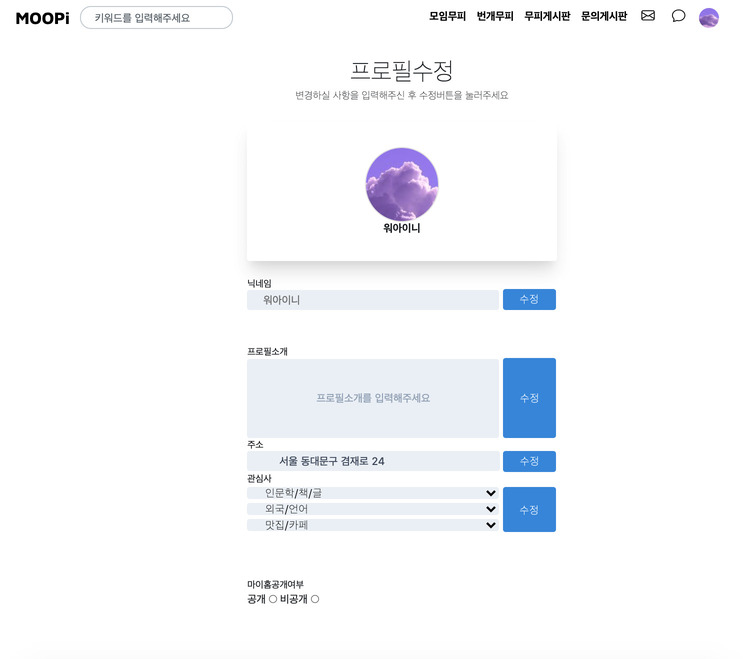 MOOPi 키워드를 입력해주세요 모임무피 번개무피 무피게시판 문의게시판
프로필수정
변경하실 사항을 입력해주신 후 수정버튼을 눌러주세요
워아이니
닉네임
워아이니 수정
프로필소개
프로필소개를 입력해주세요 수정
주소
서울 동대문구 겸재로 24 수정
관심사
인문학/책/글
외국/언어 수정
맛집/카페
마이홈공개여부
공개 비공개